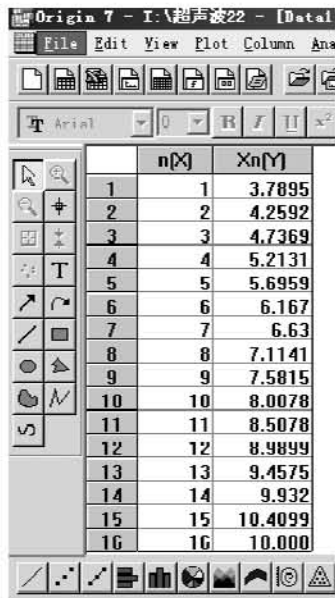 Origin 7 - I:\超声波22 - [Data1
File Edit View Plot Column Ana
Arial 0 B I U x²
T
n(X) Xn(Y)
1 1 3.7895
2 2 4.2592
3 3 4.7369
4 4 5.2131
5 5 5.6959
6 6 6.167
7 7 6.63
8 8 7.1141
9 9 7.5815
10 10 8.0078
11 11 8.5078
12 12 8.9899
13 13 9.4575
14 14 9.932
15 15 10.4099
16 16 10.000